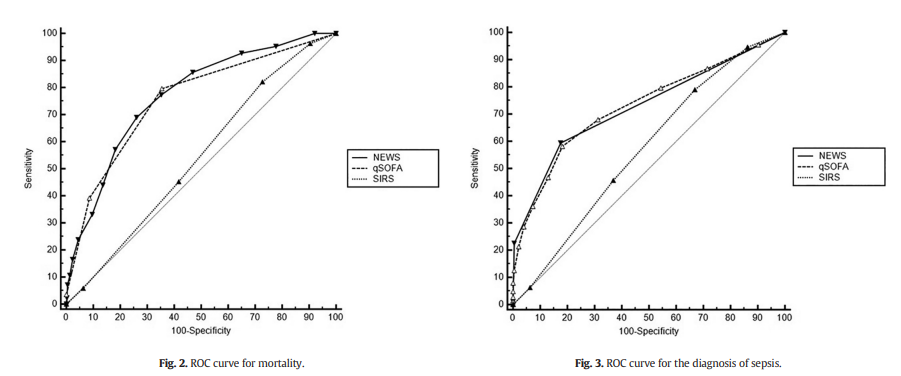 100
90
80
70
60
50
40
30
20
10
0
Sensitivity
0 10 20 30 40 50 60 70 80 90 100
100-Specificity
NEWS
qSOFA
SIRS
Fig. 2. ROC curve for mortality.
100
90
80
70
60
50
40
30
20
10
0
Sensitivity
0 10 20 30 40 50 60 70 80 90 100
100-Specificity
NEWS
qSOFA
SIRS
Fig. 3. ROC curve for the diagnosis of sepsis.